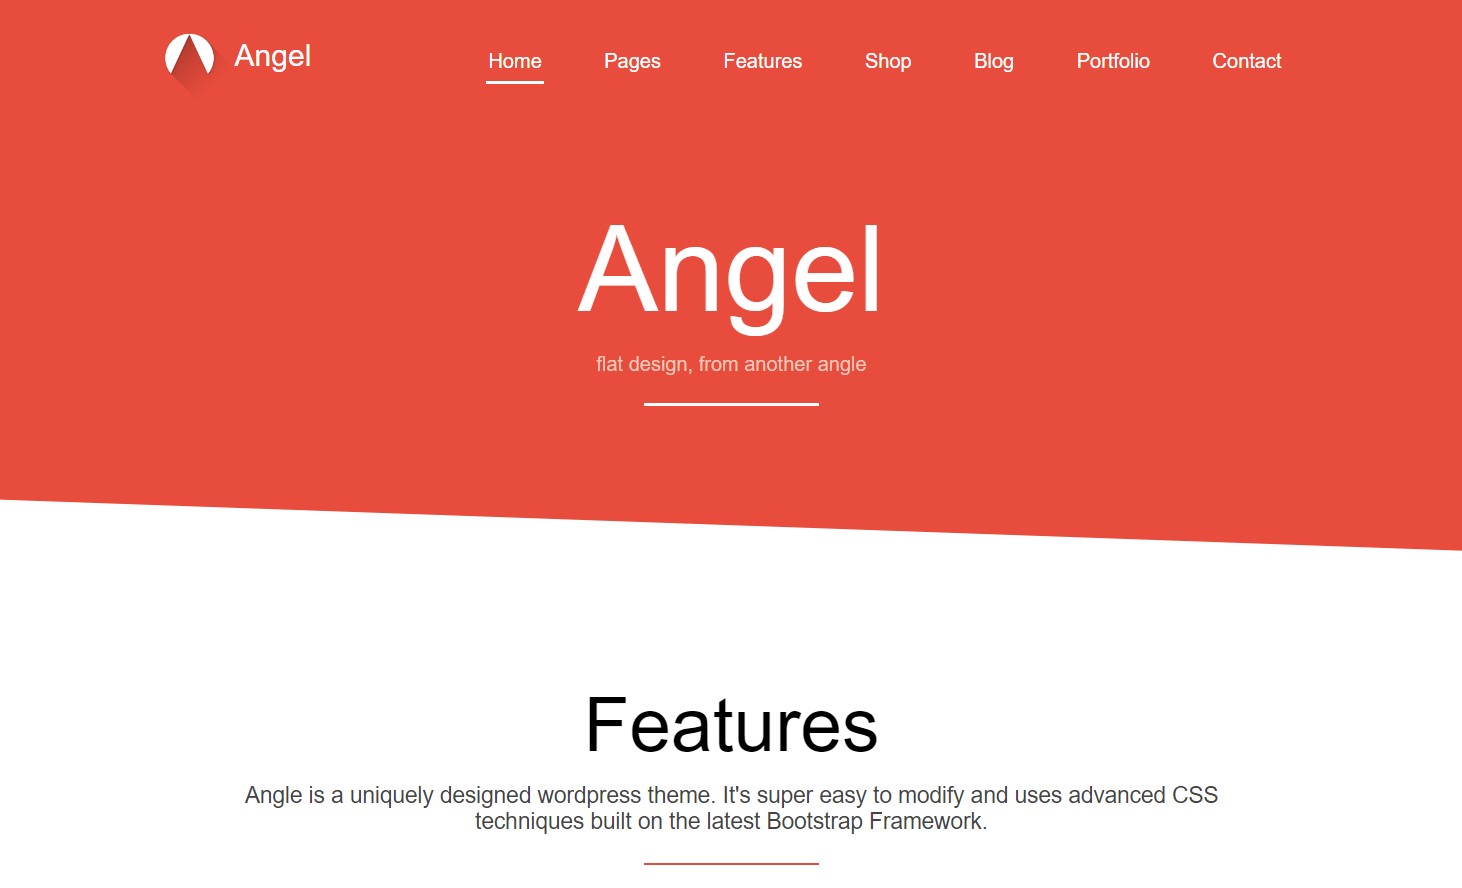 Angel
Home Pages Features Shop Blog Portfolio Contact
Angel
flat design, from another angle
Features
Angle is a uniquely designed wordpress theme. It's super easy to modify and uses advanced CSS
techniques built on the latest Bootstrap Framework.